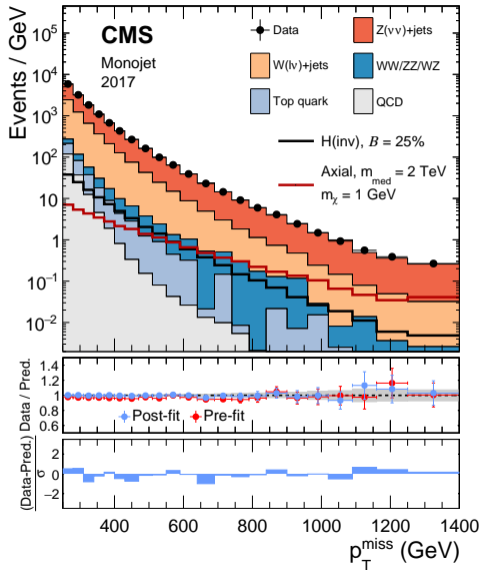 CMS
Monojet
2017
Data
Z(νν)+jets
W(lν)+jets
WW/ZZ/WZ
Top quark
QCD
H(inv), B = 25%
Axial, m_med = 2 TeV
m_χ = 1 GeV
Events / GeV
10^5
10^4
10^3
10^2
10
1
10^−1
10^−2
Data / Pred.
1.4
1.2
1.0
0.8
0.6
Post-fit
Pre-fit
(Data-Pred.)
σ
2
0
−2
400 600 800 1000 1200 1400
p_T^miss (GeV)